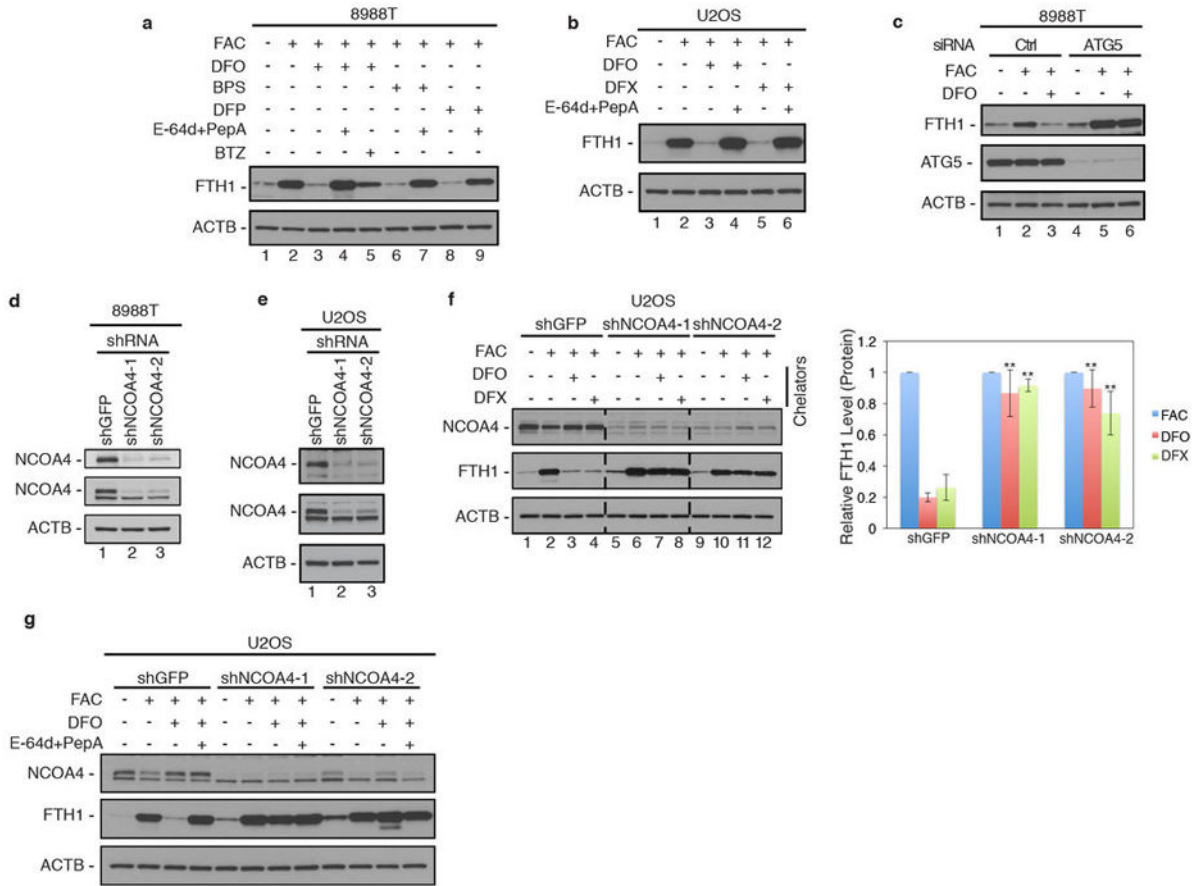 a
8988T
FAC - + + + + + + + +
DFO - - + + + - - - -
BPS - - - - - + + - -
DFP - - - - - - - + +
E-64d+PepA - - - + - - + - +
BTZ - - - - + - - - -
FTH1 -
ACTB -
1 2 3 4 5 6 7 8 9
b
U2OS
FAC - + + + + +
DFO - - + + - -
DFX - - - - + +
E-64d+PepA - - - + - +
FTH1 -
ACTB -
1 2 3 4 5 6
c
8988T
siRNA Ctrl ATG5
FAC - + + - + +
DFO - - + - - +
FTH1 -
ATG5 -
ACTB -
1 2 3 4 5 6
d
8988T
shRNA
shGFP
shNCOA4-1
shNCOA4-2
NCOA4 -
NCOA4 -
ACTB -
1 2 3
e
U2OS
shRNA
shGFP
shNCOA4-1
shNCOA4-2
NCOA4 -
NCOA4 -
ACTB -
1 2 3
f
U2OS
shGFP shNCOA4-1 shNCOA4-2
FAC - + + + - + + + - + + +
DFO - - + - - - + - - - + -
DFX - - - + - - - + - - - +
Chelators
NCOA4 -
FTH1 -
ACTB -
1 2 3 4 5 6 7 8 9 10 11 12
Relative FTH1 Level (Protein)
1.2
1
0.8
0.6
0.4
0.2
0
** ** ** **
shGFP shNCOA4-1 shNCOA4-2
FAC
DFO
DFX
g
U2OS
shGFP shNCOA4-1 shNCOA4-2
FAC - + + + - + + + - + + +
DFO - - + + - - + + - - + +
E-64d+PepA - - - + - - - + - - - +
NCOA4 -
FTH1 -
ACTB -